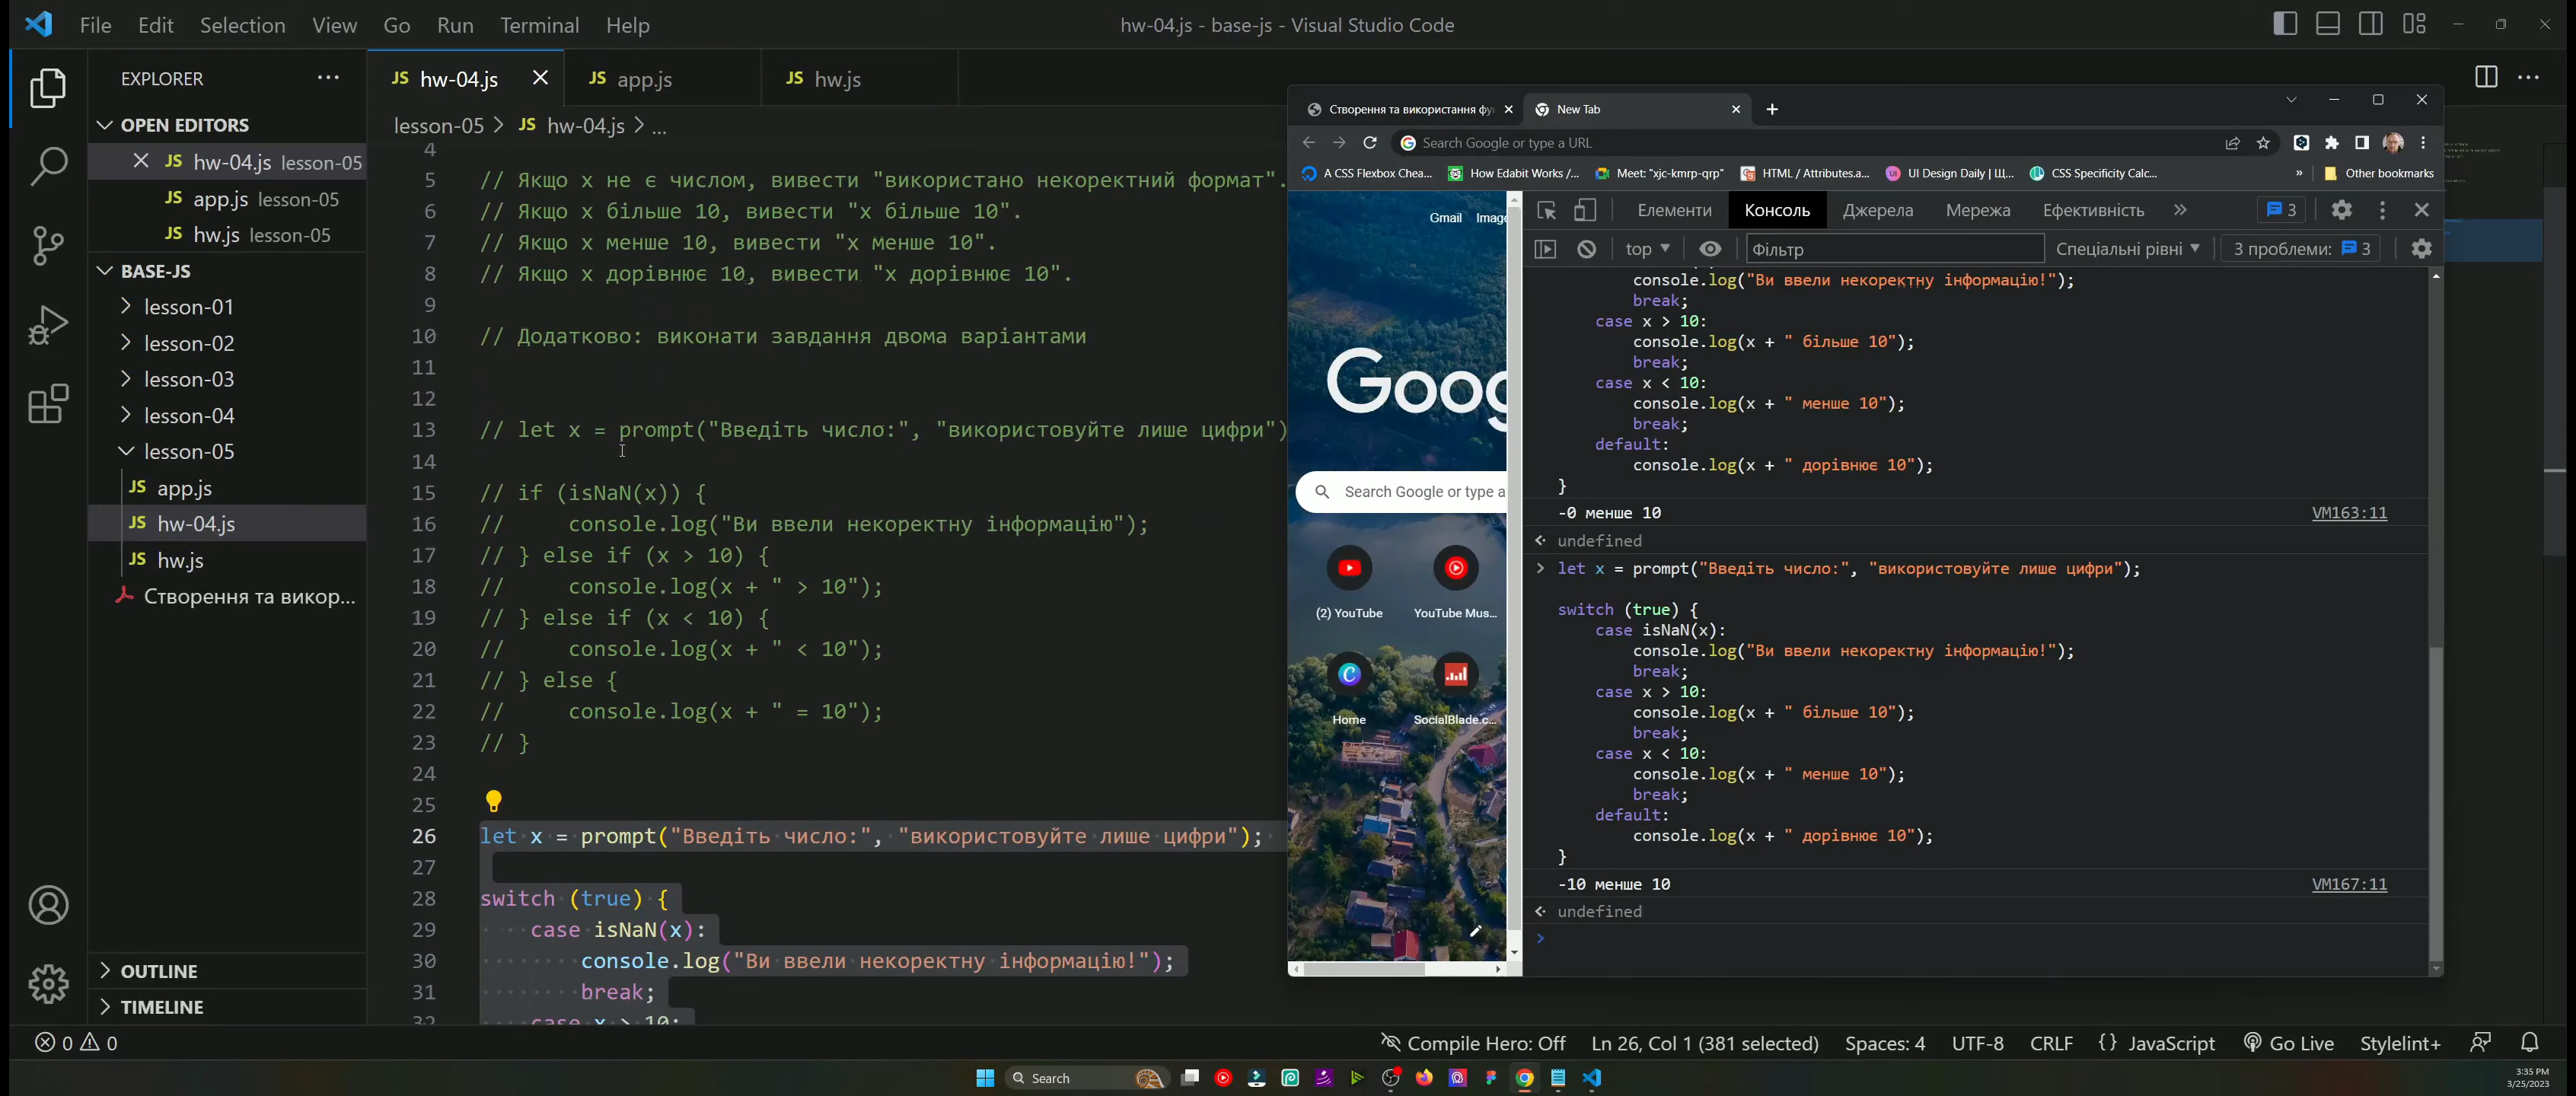 File Edit Selection View Go Run Terminal Help
hw-04.js - base-js - Visual Studio Code
EXPLORER
OPEN EDITORS
JS hw-04.js lesson-05
JS app.js lesson-05
JS hw.js lesson-05
BASE-JS
lesson-01
lesson-02
lesson-03
lesson-04
lesson-05
JS app.js
JS hw-04.js
JS hw.js
Створення та викор...
OUTLINE
TIMELINE
JS hw-04.js
JS app.js
JS hw.js
lesson-05 > JS hw-04.js > ...
4
5 // Якщо x не є числом, вивести "використано некоректний формат".
6 // Якщо x більше 10, вивести "x більше 10".
7 // Якщо x менше 10, вивести "x менше 10".
8 // Якщо x дорівнює 10, вивести "x дорівнює 10".
9
10 // Додатково: виконати завдання двома варіантами
11
12
13 // let x = prompt("Введіть число:", "використовуйте лише цифри")
14
15 // if (isNaN(x)) {
16 //     console.log("Ви ввели некоректну інформацію");
17 // } else if (x > 10) {
18 //     console.log(x + " > 10");
19 // } else if (x < 10) {
20 //     console.log(x + " < 10");
21 // } else {
22 //     console.log(x + " = 10");
23 // }
24
25
26 let x = prompt("Введіть число:", "використовуйте лише цифри");
27
28 switch (true) {
29     case isNaN(x):
30         console.log("Ви ввели некоректну інформацію!");
31         break;
32     case x > 10:
Створення та використання фу
New Tab
Search Google or type a URL
A CSS Flexbox Chea...
How Edabit Works /...
Meet: "xjc-kmrp-qrp"
HTML / Attributes.a...
UI Design Daily | Щ...
CSS Specificity Calc...
»
Other bookmarks
Gmail Image
Goog
Search Google or type a
(2) YouTube
YouTube Mus...
Home
SocialBlade.c...
Елементи Консоль Джерела Мережа Ефективність » 3
top Фільтр Спеціальні рівні 3 проблеми: 3
console.log("Ви ввели некоректну інформацію!");
break;
case x > 10:
console.log(x + " більше 10");
break;
case x < 10:
console.log(x + " менше 10");
break;
default:
console.log(x + " дорівнює 10");
}
-0 менше 10 VM163:11
undefined
let x = prompt("Введіть число:", "використовуйте лише цифри");
switch (true) {
case isNaN(x):
console.log("Ви ввели некоректну інформацію!");
break;
case x > 10:
console.log(x + " більше 10");
break;
case x < 10:
console.log(x + " менше 10");
break;
default:
console.log(x + " дорівнює 10");
}
-10 менше 10 VM167:11
undefined
0 0
Compile Hero: Off Ln 26, Col 1 (381 selected) Spaces: 4 UTF-8 CRLF {} JavaScript Go Live Stylelint+
Search
3:35 PM
3/25/2023